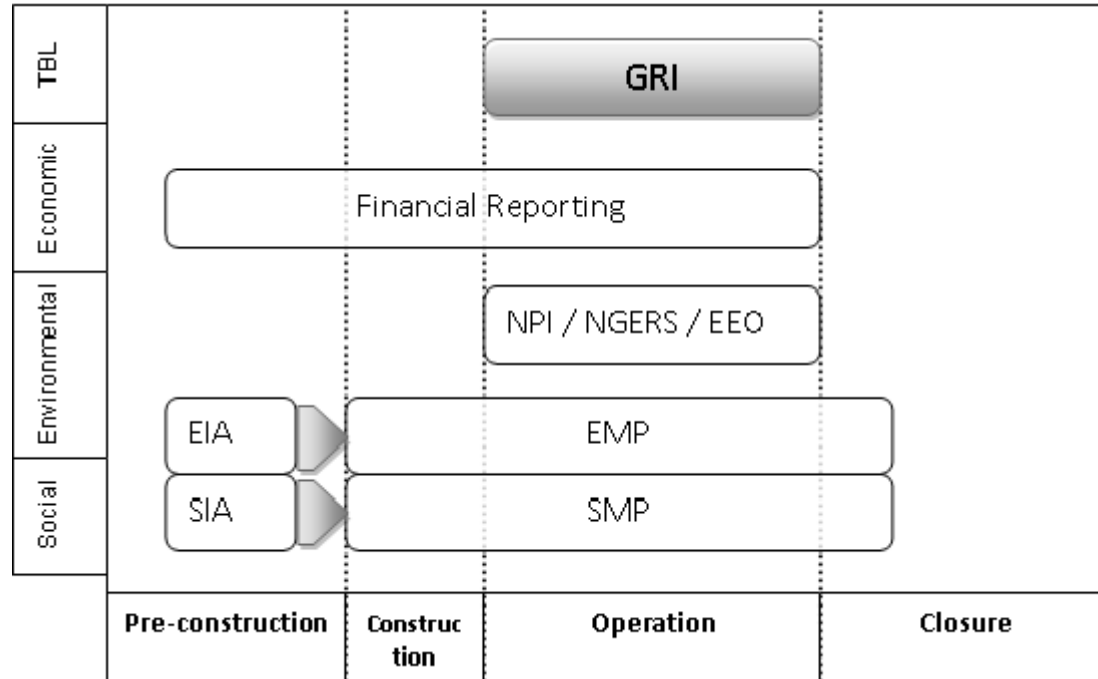 TBL
GRI
Economic
Financial Reporting
Environmental
NPI / NGERS / EEO
EIA
EMP
Social
SIA
SMP
Pre-construction
Construc
tion
Operation
Closure